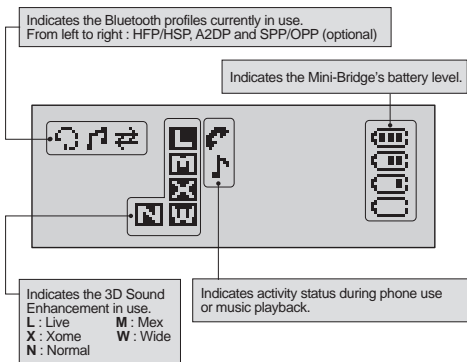 Indicates the Bluetooth profiles currently in use.
From left to right : HFP/HSP, A2DP and SPP/OPP (optional)
Indicates the Mini-Bridge's battery level.
L
M
X
N W
Indicates the 3D Sound
Enhancement in use.
L : Live M : Mex
X : Xome W : Wide
N : Normal
Indicates activity status during phone use
or music playback.